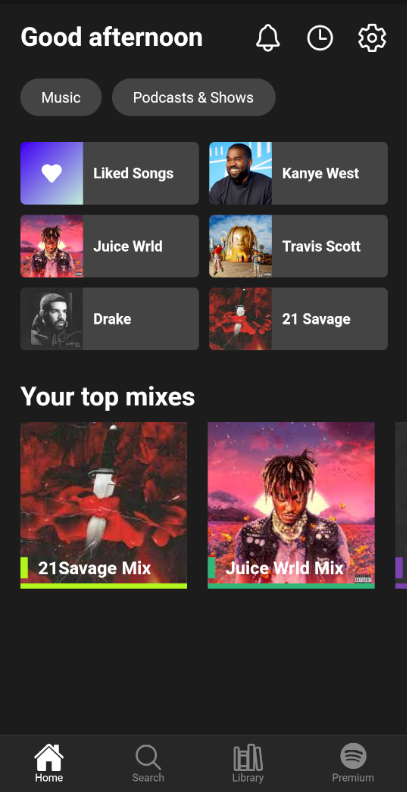 Good afternoon
Music
Podcasts & Shows
Liked Songs
Kanye West
Juice Wrld
Travis Scott
Drake
21 Savage
Your top mixes
21Savage Mix
Juice Wrld Mix
Home
Search
Library
Premium